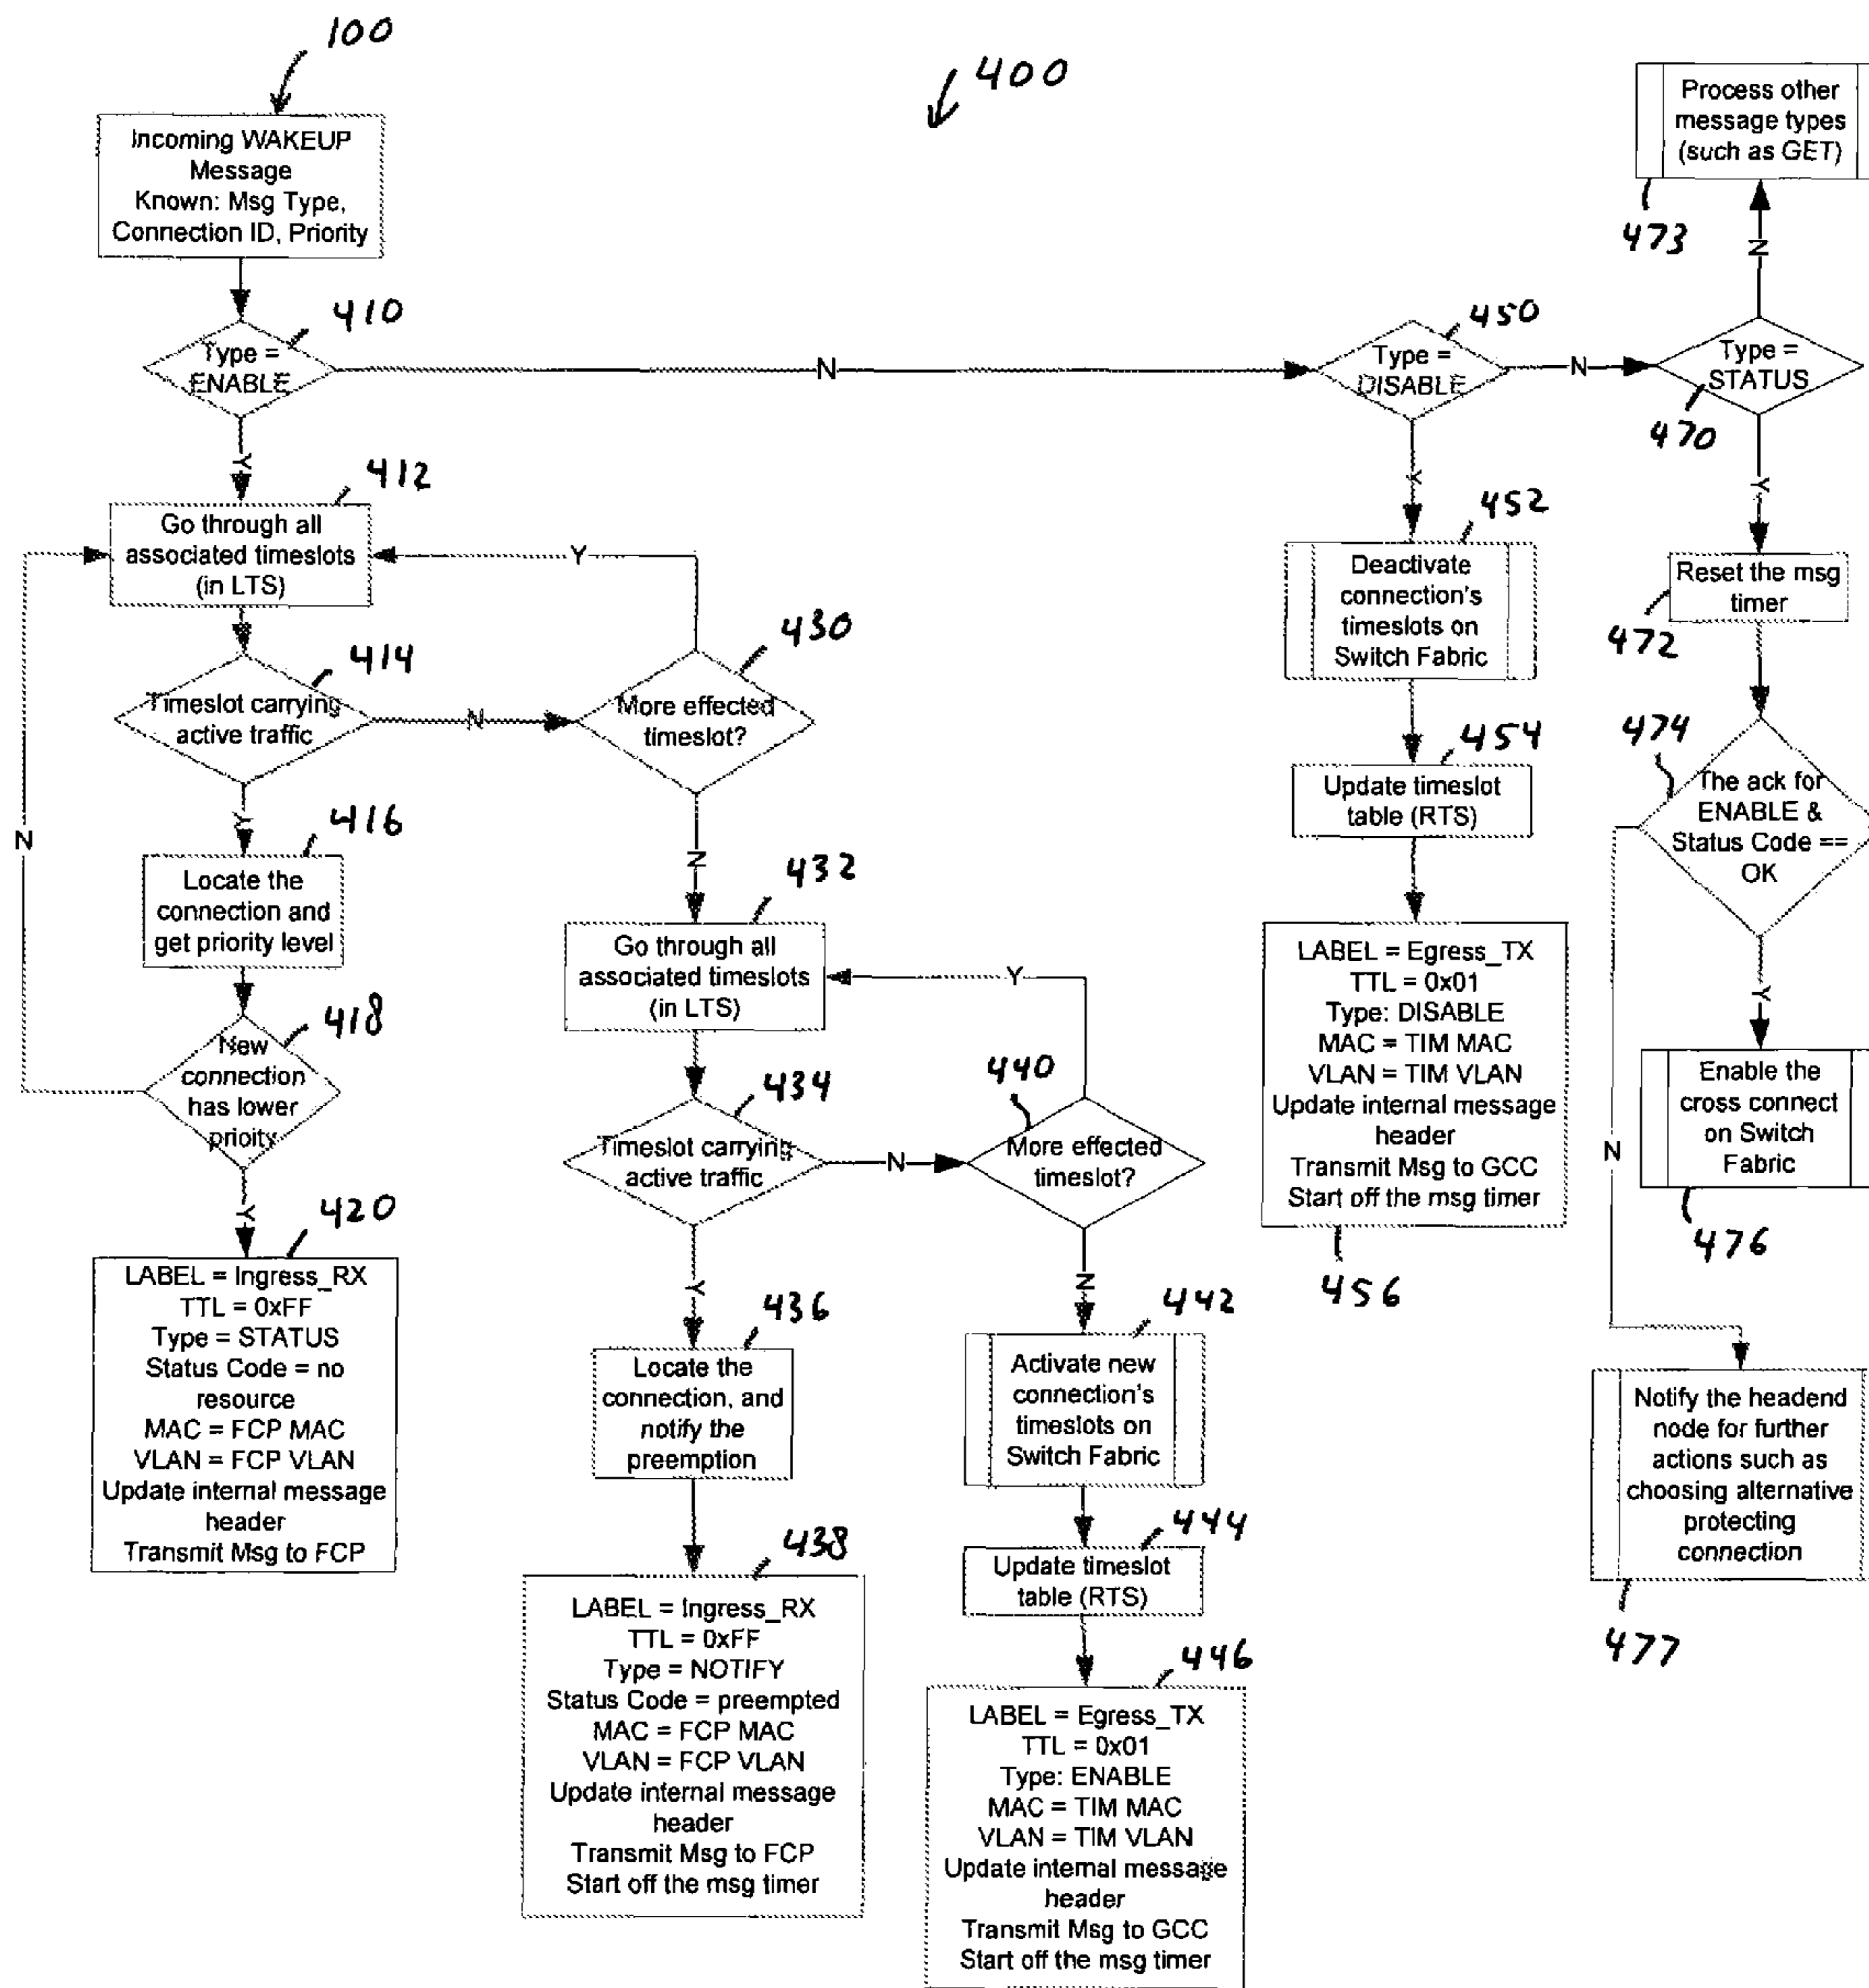 100
400
Incoming WAKEUP
Message
Known: Msg Type,
Connection ID, Priority
410
Type =
ENABLE
N
450
Type =
DISABLE
N
Type =
STATUS
470
N
Process other
message types
(such as GET)
473
Y
412
Go through all
associated timeslots
(in LTS)
Y
414
Timeslot carrying
active traffic
N
430
More effected
timeslot?
Y
416
Locate the
connection and
get priority level
N
418
New
connection
has lower
prioity
Y
420
LABEL = Ingress_RX
TTL = 0xFF
Type = STATUS
Status Code = no
resource
MAC = FCP MAC
VLAN = FCP VLAN
Update internal message
header
Transmit Msg to FCP
N
432
Go through all
associated timeslots
(in LTS)
Y
434
Timeslot carrying
active traffic
N
440
More effected
timeslot?
Y
436
Locate the
connection, and
notify the
preemption
438
LABEL = Ingress_RX
TTL = 0xFF
Type = NOTIFY
Status Code = preempted
MAC = FCP MAC
VLAN = FCP VLAN
Update internal message
header
Transmit Msg to FCP
Start off the msg timer
N
442
Activate new
connection's
timeslots on
Switch Fabric
444
Update timeslot
table (RTS)
446
LABEL = Egress_TX
TTL = 0x01
Type: ENABLE
MAC = TIM MAC
VLAN = TIM VLAN
Update internal message
header
Transmit Msg to GCC
Start off the msg timer
Y
452
Deactivate
connection's
timeslots on
Switch Fabric
454
Update timeslot
table (RTS)
LABEL = Egress_TX
TTL = 0x01
Type: DISABLE
MAC = TIM MAC
VLAN = TIM VLAN
Update internal message
header
Transmit Msg to GCC
Start off the msg timer
456
Y
Reset the msg
timer
472
474
The ack for
ENABLE &
Status Code ==
OK
Y
Enable the
cross connect
on Switch
Fabric
476
N
Notify the headend
node for further
actions such as
choosing alternative
protecting
connection
477